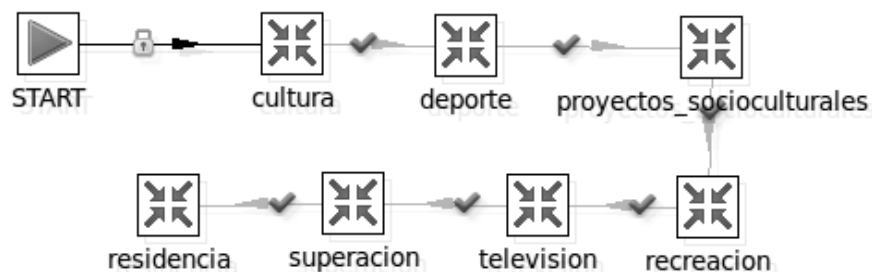 START
cultura
deporte
proyectos_socioculturales
residencia
superacion
television
recreacion